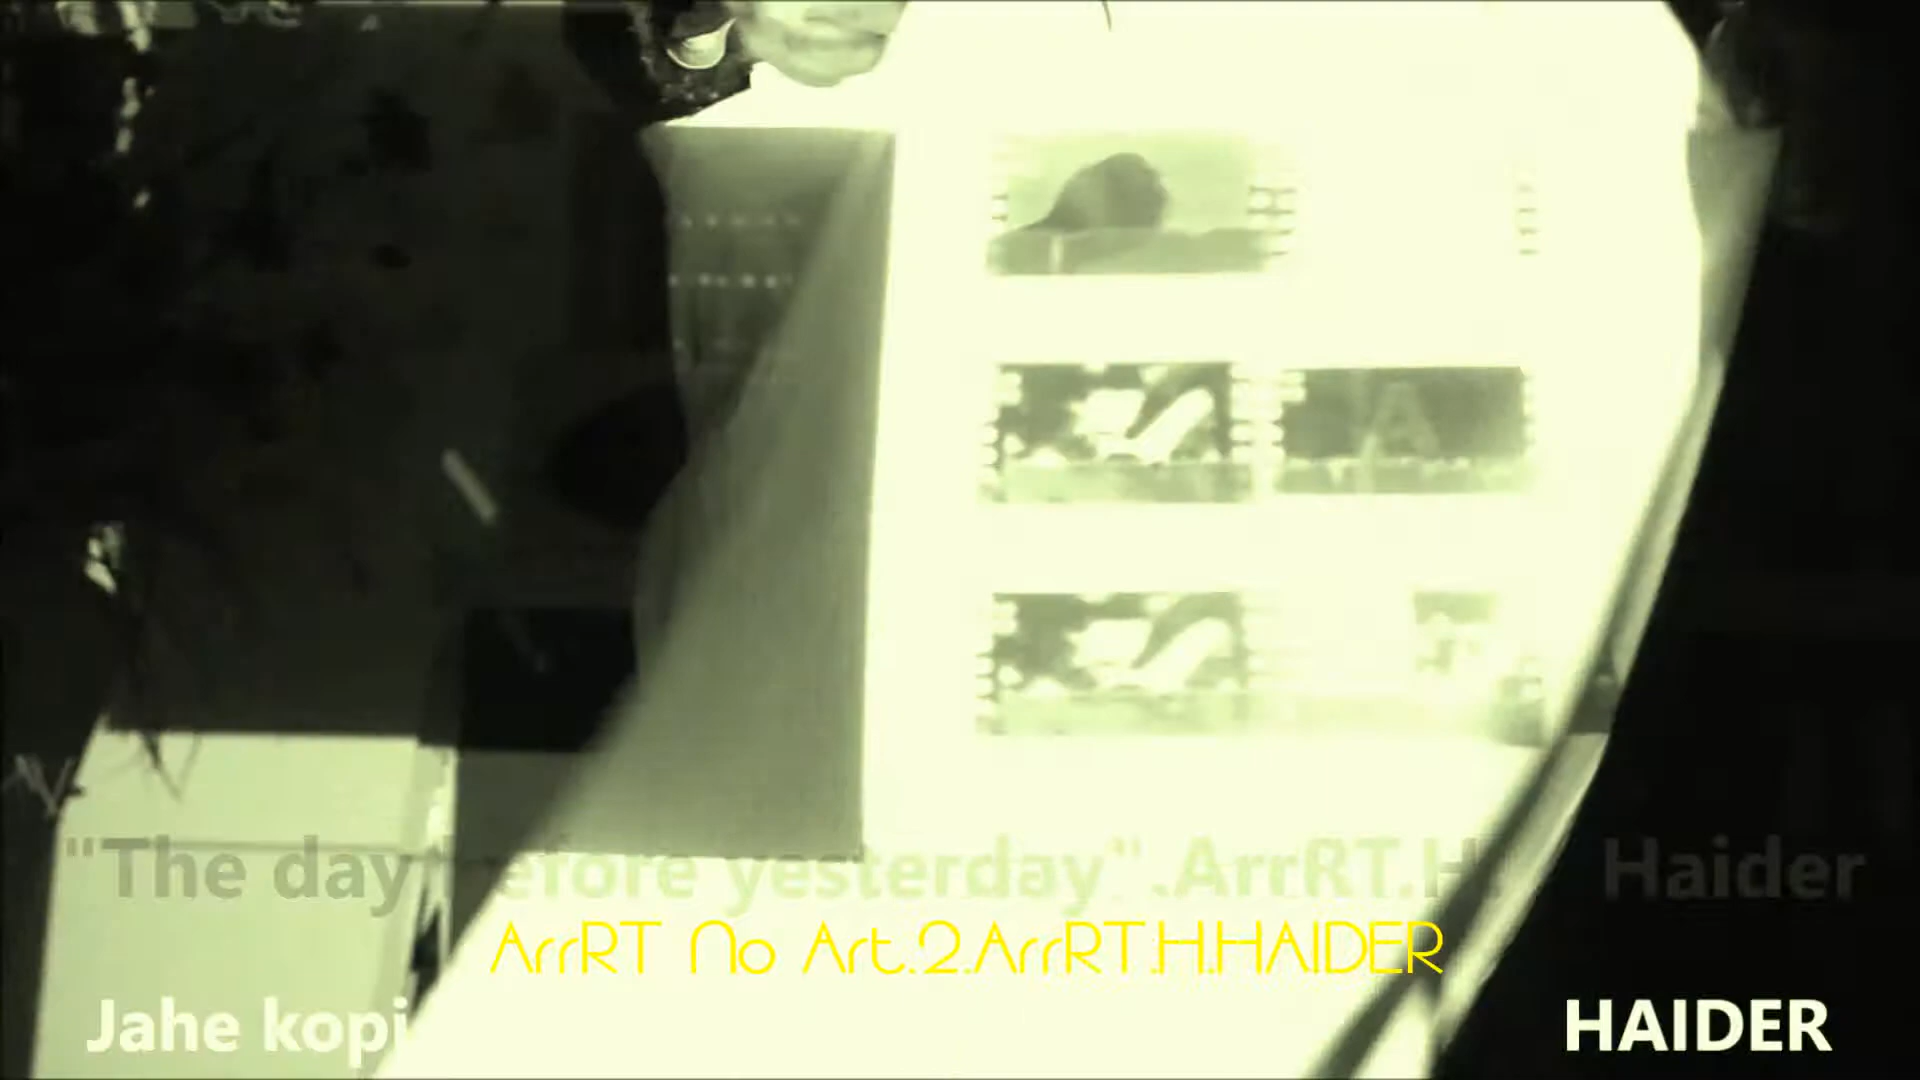 "The day before yesterday".ArrRT.H. Haider
ArrRT No Art.2.ArrRT.H.HAIDER
Jahe kopi HAIDER